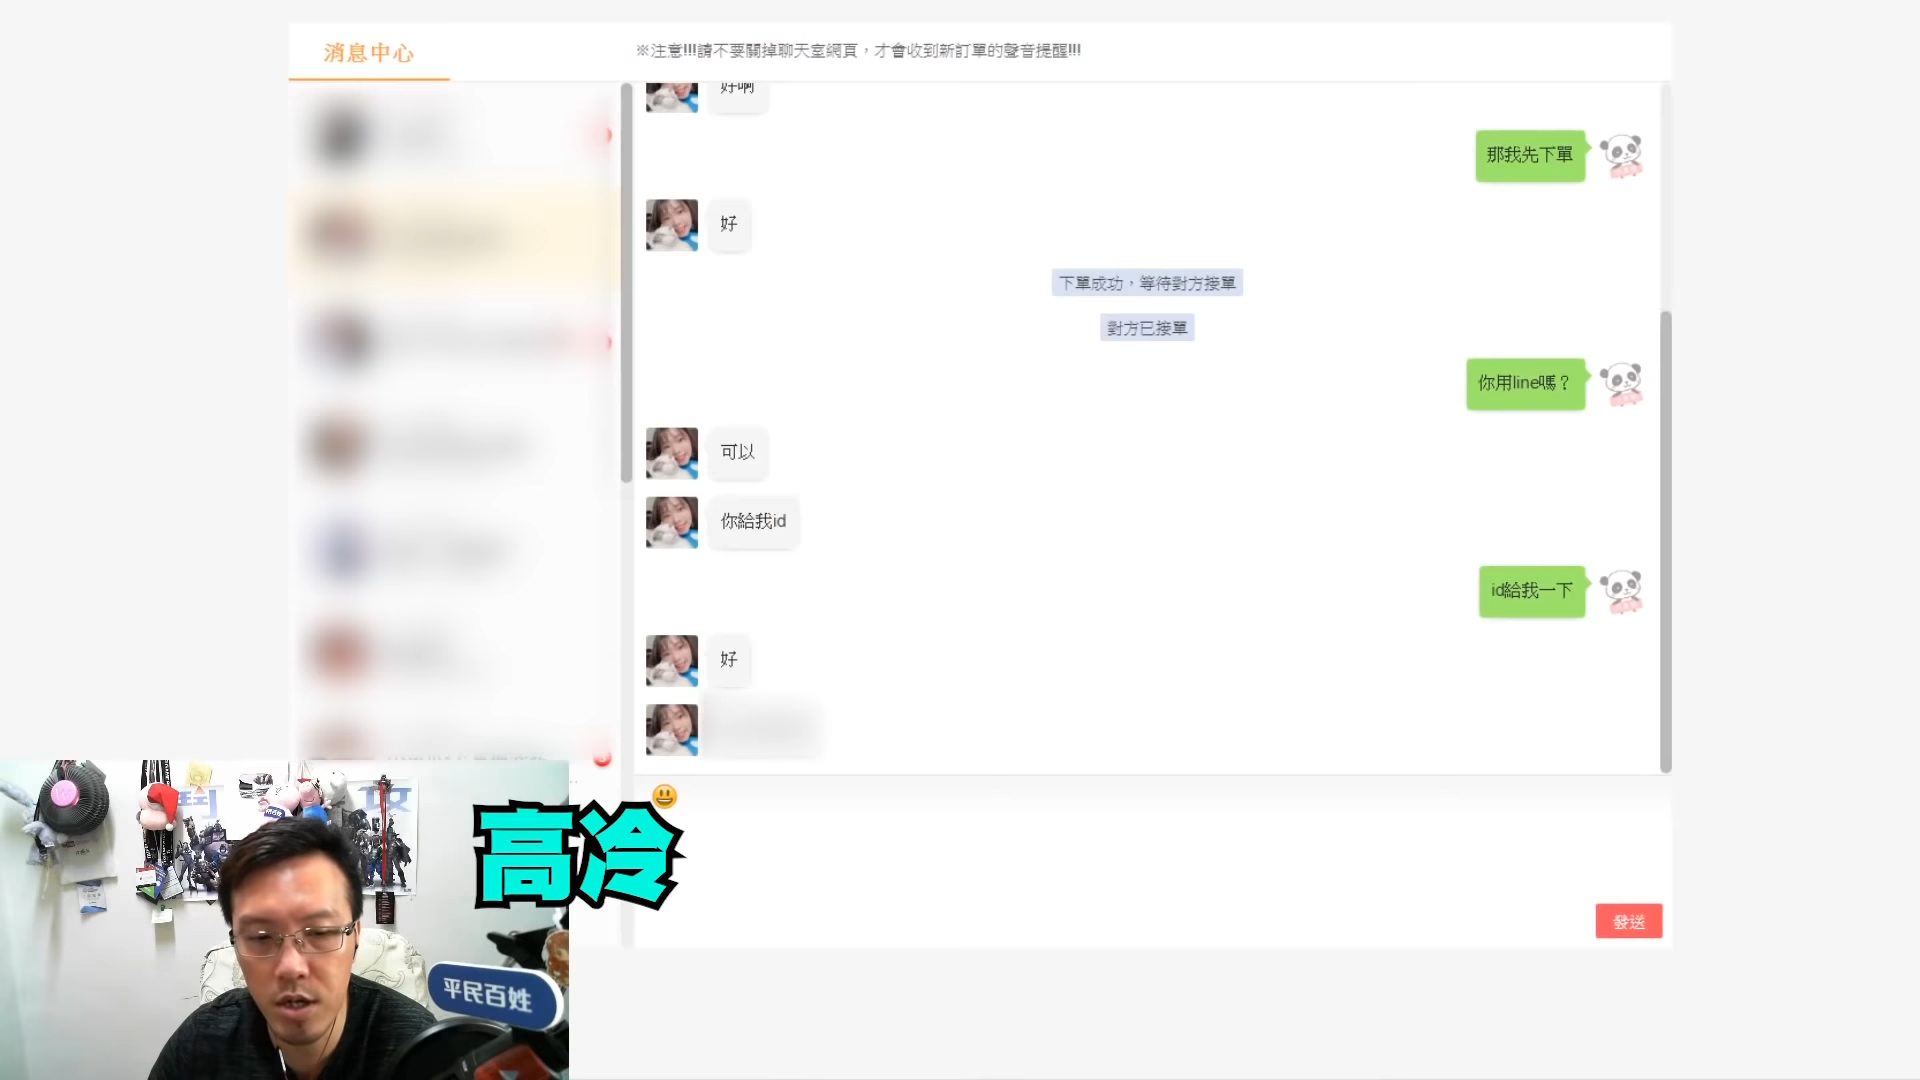 消息中心
※注意!!!請不要關掉聊天室網頁，才會收到新訂單的聲音提醒!!!
好啊
那我先下單
好
下單成功，等待對方接單
對方已接單
你用line嗎？
可以
你給我id
id給我一下
好
高冷
發送
鬥
攻
平民百姓